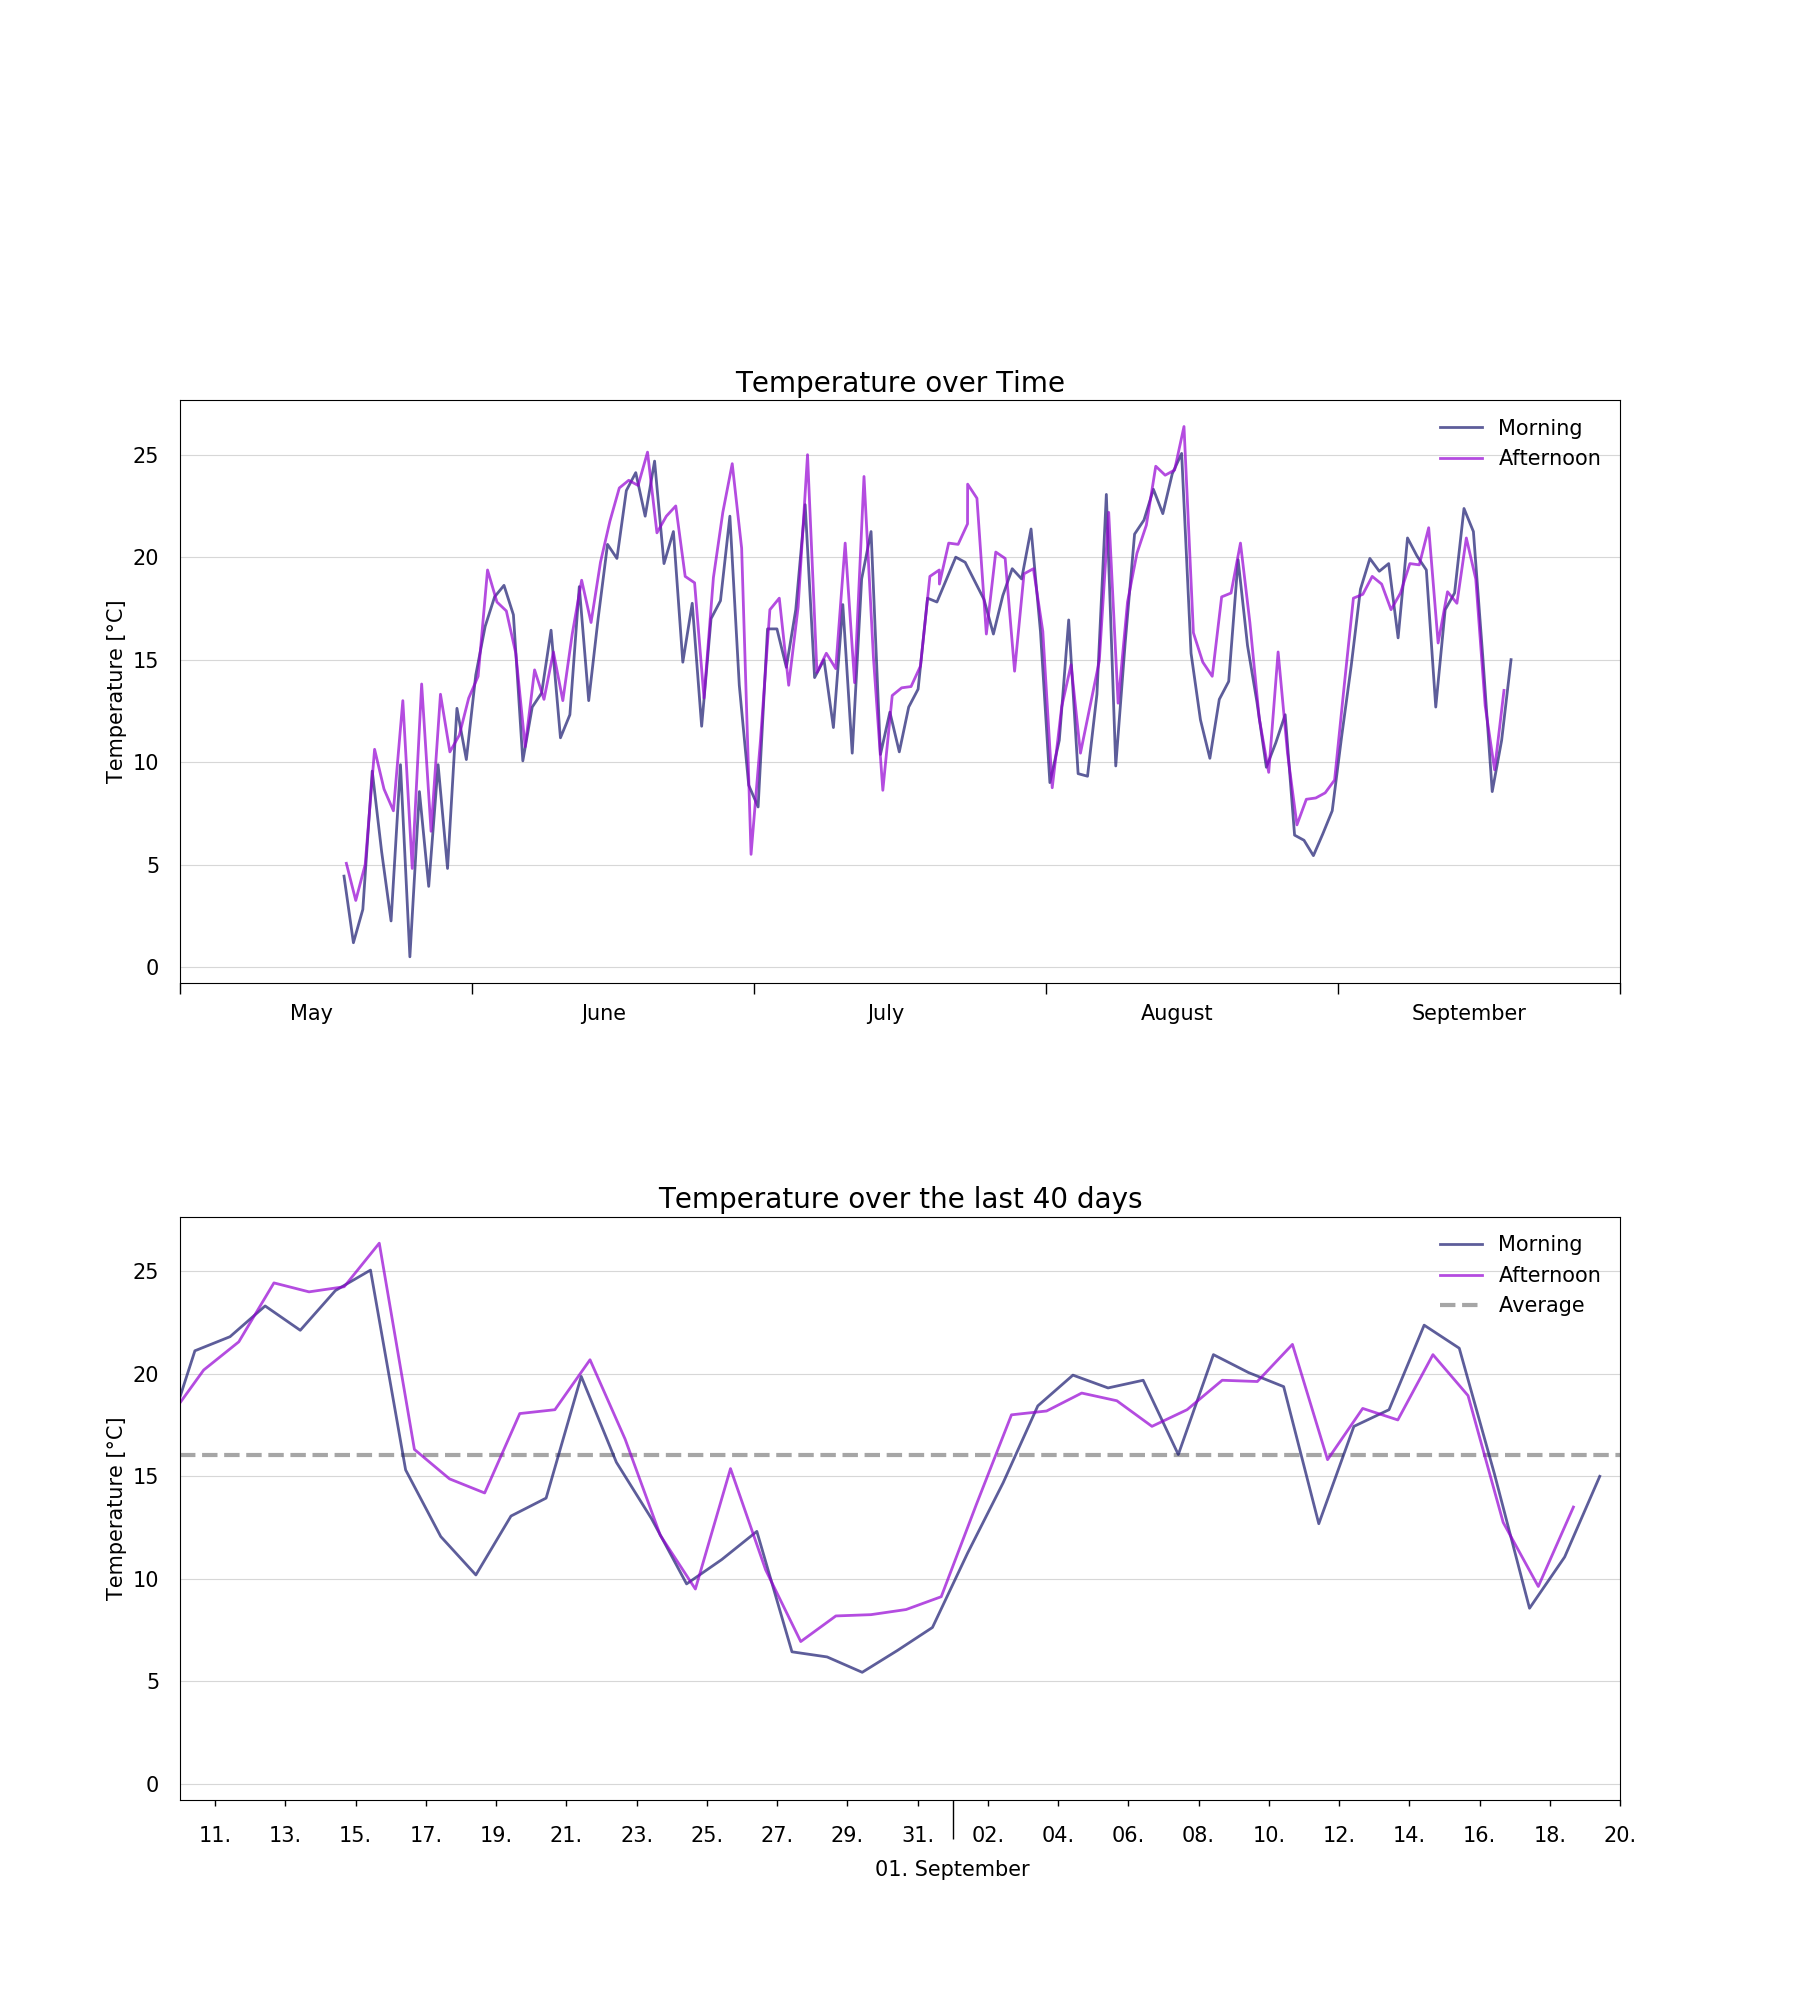 Temperature over Time
Morning
Afternoon
25
20
15
10
5
0
Temperature [°C]
May June July August September
Temperature over the last 40 days
Morning
Afternoon
Average
25
20
15
10
5
0
Temperature [°C]
11. 13. 15. 17. 19. 21. 23. 25. 27. 29. 31. 02. 04. 06. 08. 10. 12. 14. 16. 18. 20.
01. September